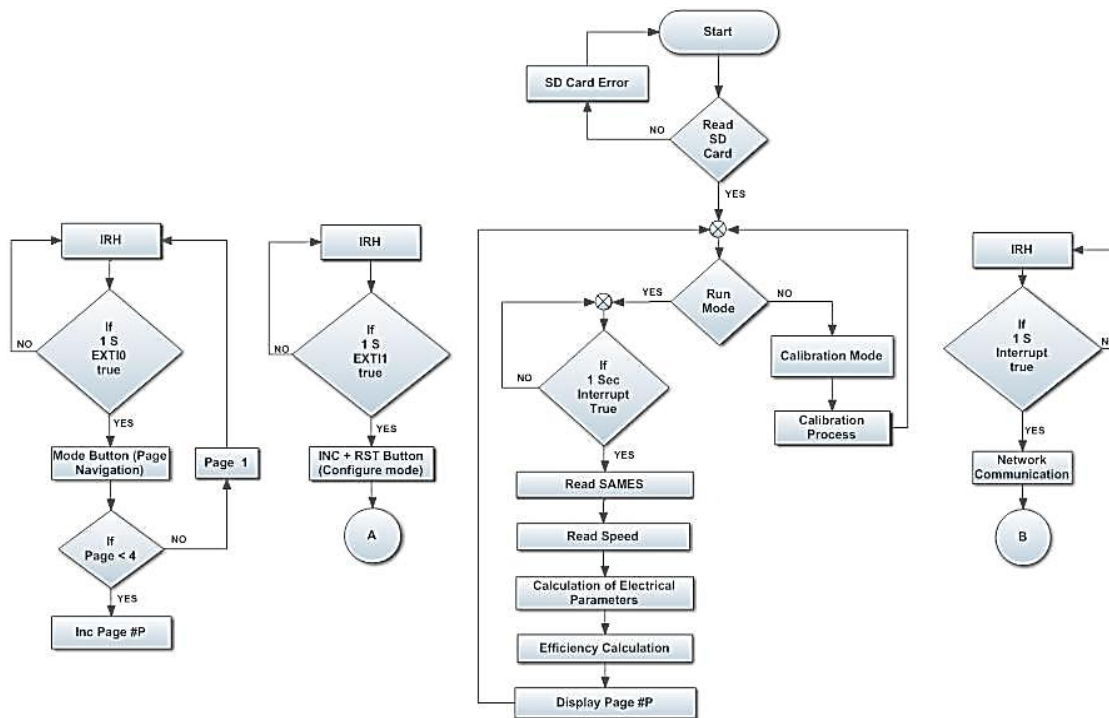 Start
SD Card Error
NO
Read
SD
Card
YES
IRH
NO
If
1 S
EXTI0
true
YES
Mode Button (Page
Navigation)
Page 1
If
Page < 4
NO
YES
Inc Page #P
IRH
NO
If
1 S
EXTI1
true
YES
INC + RST Button
(Configure mode)
A
Run
Mode
YES
NO
If
1 Sec
Interrupt
True
NO
YES
Read SAMES
Read Speed
Calculation of Electrical
Parameters
Efficiency Calculation
Display Page #P
Calibration Mode
Calibration
Process
IRH
If
1 S
Interrupt
true
YES
Network
Communication
B